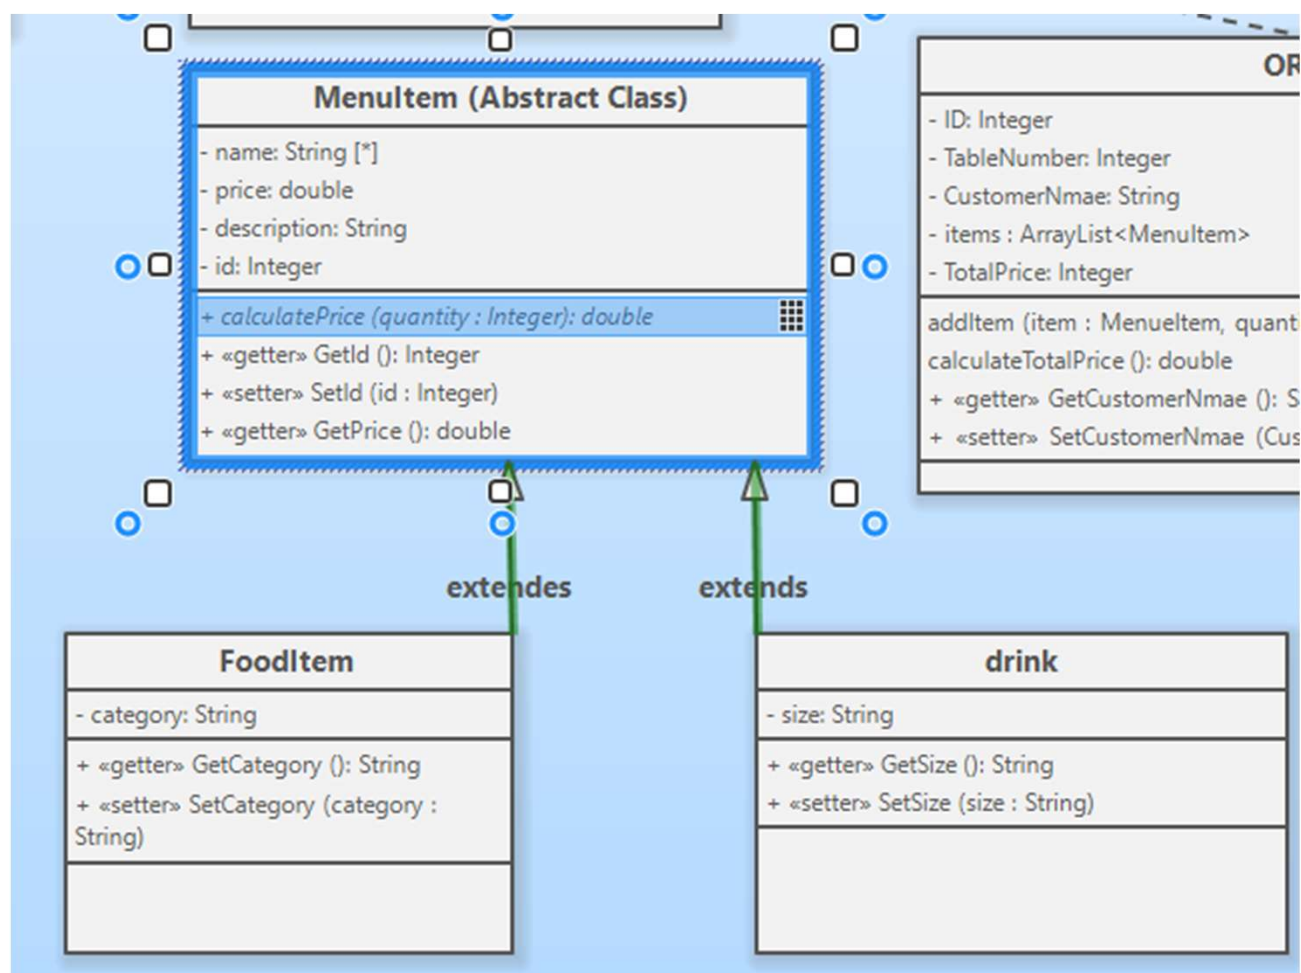 MenuItem (Abstract Class)
- name: String [*]
- price: double
- description: String
- id: Integer
+ calculatePrice (quantity : Integer): double
+ «getter» GetId (): Integer
+ «setter» SetId (id : Integer)
+ «getter» GetPrice (): double
OR
- ID: Integer
- TableNumber: Integer
- CustomerNmae: String
- items : ArrayList<MenuItem>
- TotalPrice: Integer
addItem (item : MenueItem, quant
calculateTotalPrice (): double
+ «getter» GetCustomerNmae (): S
+ «setter» SetCustomerNmae (Cus
extendes
extends
FoodItem
- category: String
+ «getter» GetCategory (): String
+ «setter» SetCategory (category :
String)
drink
- size: String
+ «getter» GetSize (): String
+ «setter» SetSize (size : String)